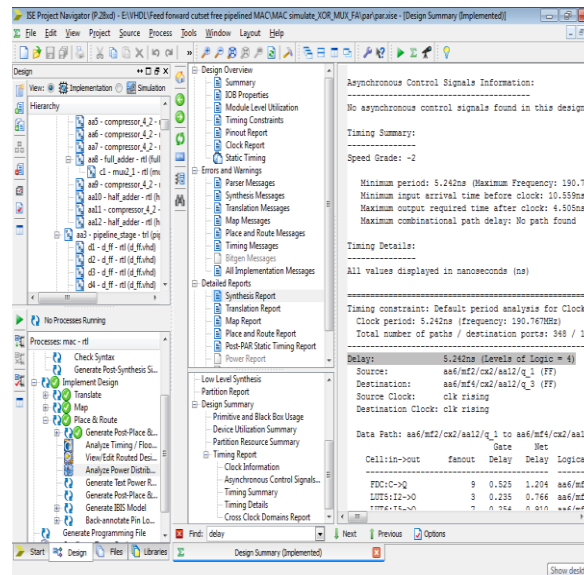 ISE Project Navigator (P.28xd) - E:\VHDL\Feed forward cutset free pipelined MAC\MAC simulate_XOR_MUX_FA\par\par.xise - [Design Summary (Implemented)]
File Edit View Project Source Process Tools Window Layout Help
Design
View: Implementation Simulation
Hierarchy
aa5 - compressor_4_2 -
aa6 - compressor_4_2 -
aa7 - compressor_4_2 -
aa8 - full_adder - rtl (full
c1 - mux2_1 - rtl (mu
aa9 - compressor_4_2 -
aa10 - half_adder - rtl (
aa11 - compressor_4_2
aa12 - half_adder - rtl (
aa3 - pipeline_stage - rtl (pip
d1 - d_ff - rtl (d_ff.vhd)
d2 - d_ff - rtl (d_ff.vhd)
d3 - d_ff - rtl (d_ff.vhd)
d4 - d_ff - rtl (d_ff.vhd)
No Processes Running
Processes: mac - rtl
Check Syntax
Generate Post-Synthesis Si...
Implement Design
Translate
Map
Place & Route
Generate Post-Place &...
Analyze Timing / Floo...
View/Edit Routed Desi...
Analyze Power Distrib...
Generate Text Power R...
Generate Post-Place &...
Generate IBIS Model
Back-annotate Pin Lo...
Generate Programming File
Start Design Files Libraries
Design Overview
Summary
IOB Properties
Module Level Utilization
Timing Constraints
Pinout Report
Clock Report
Static Timing
Errors and Warnings
Parser Messages
Synthesis Messages
Translation Messages
Map Messages
Place and Route Messages
Timing Messages
Bitgen Messages
All Implementation Messages
Detailed Reports
Synthesis Report
Translation Report
Map Report
Place and Route Report
Post-PAR Static Timing Report
Power Report
Low Level Synthesis
Partition Report
Design Summary
Primitive and Black Box Usage
Device Utilization Summary
Partition Resource Summary
Timing Report
Clock Information
Asynchronous Control Signals...
Timing Summary
Timing Details
Cross Clock Domains Report
Asynchronous Control Signals Information:
----------------------------------------
No asynchronous control signals found in this design
Timing Summary:
---------------
Speed Grade: -2
Minimum period: 5.242ns (Maximum Frequency: 190.7
Minimum input arrival time before clock: 10.559ns
Maximum output required time after clock: 4.505ns
Maximum combinational path delay: No path found
Timing Details:
---------------
All values displayed in nanoseconds (ns)
Timing constraint: Default period analysis for Clock
Clock period: 5.242ns (frequency: 190.767MHz)
Total number of paths / destination ports: 348 / 1
Delay: 5.242ns (Levels of Logic = 4)
Source: aa6/mf2/cx2/aa12/q_1 (FF)
Destination: aa6/mf4/cx2/aa12/q_3 (FF)
Source Clock: clk rising
Destination Clock: clk rising
Data Path: aa6/mf2/cx2/aa12/q_1 to aa6/mf4/cx2/aa1
Gate Net
Cell:in->out fanout Delay Delay Logica
FDC:C->Q 9 0.525 1.204 aa6/mf
LUT5:I2->O 3 0.235 0.766 aa6/mf
LUT6:I5->O 7 0.254 0.910 aa6/mf
Find: delay Next Previous Options
Design Summary (Implemented)
Show deskt